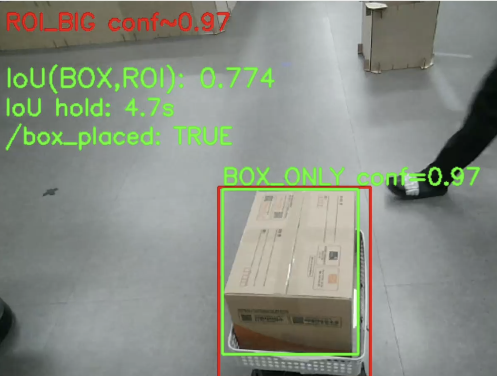 ROI_BIG conf~0.97
IoU(BOX,ROI): 0.774
IoU hold: 4.7s
/box_placed: TRUE
BOX_ONLY conf=0.97